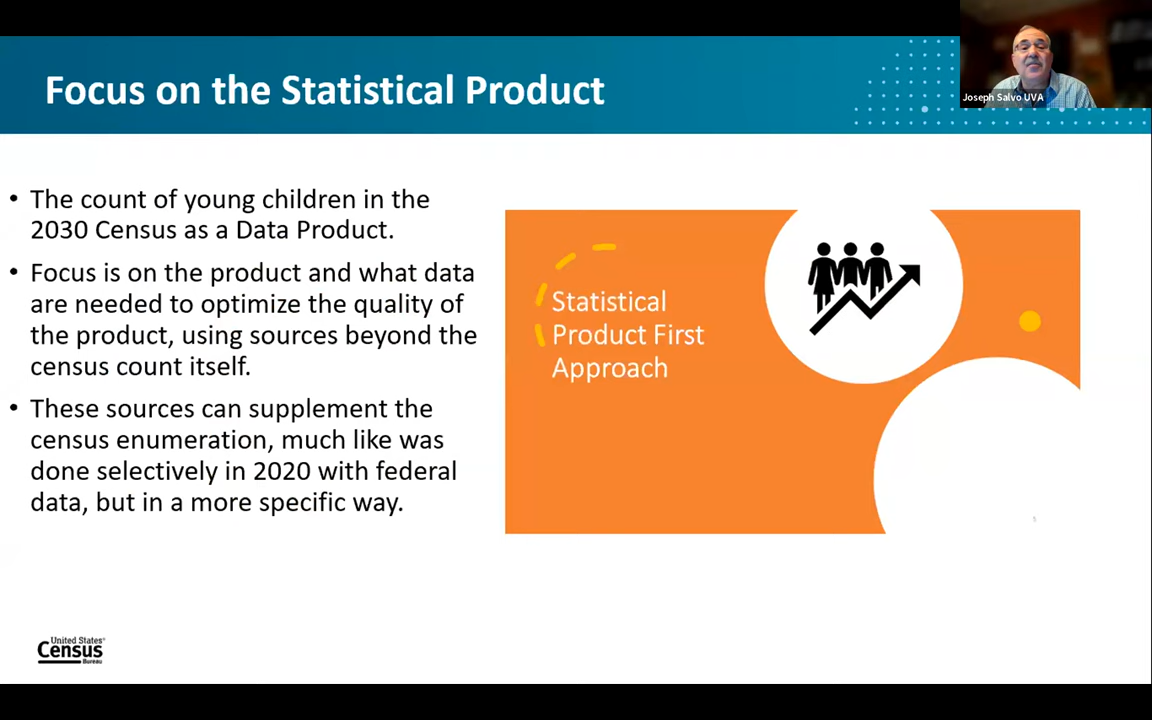 Focus on the Statistical Product
Joseph Salvo UVA
• The count of young children in the
2030 Census as a Data Product.
• Focus is on the product and what data
are needed to optimize the quality of
the product, using sources beyond the
census count itself.
• These sources can supplement the
census enumeration, much like was
done selectively in 2020 with federal
data, but in a more specific way.
Statistical
Product First
Approach
United States®
Census
Bureau